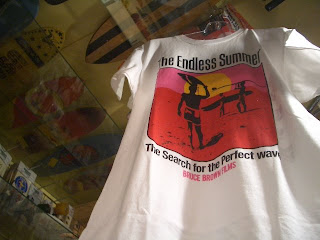 the Endless Summer
The Search for the Perfect wave
BRUCE BROWN FILMS